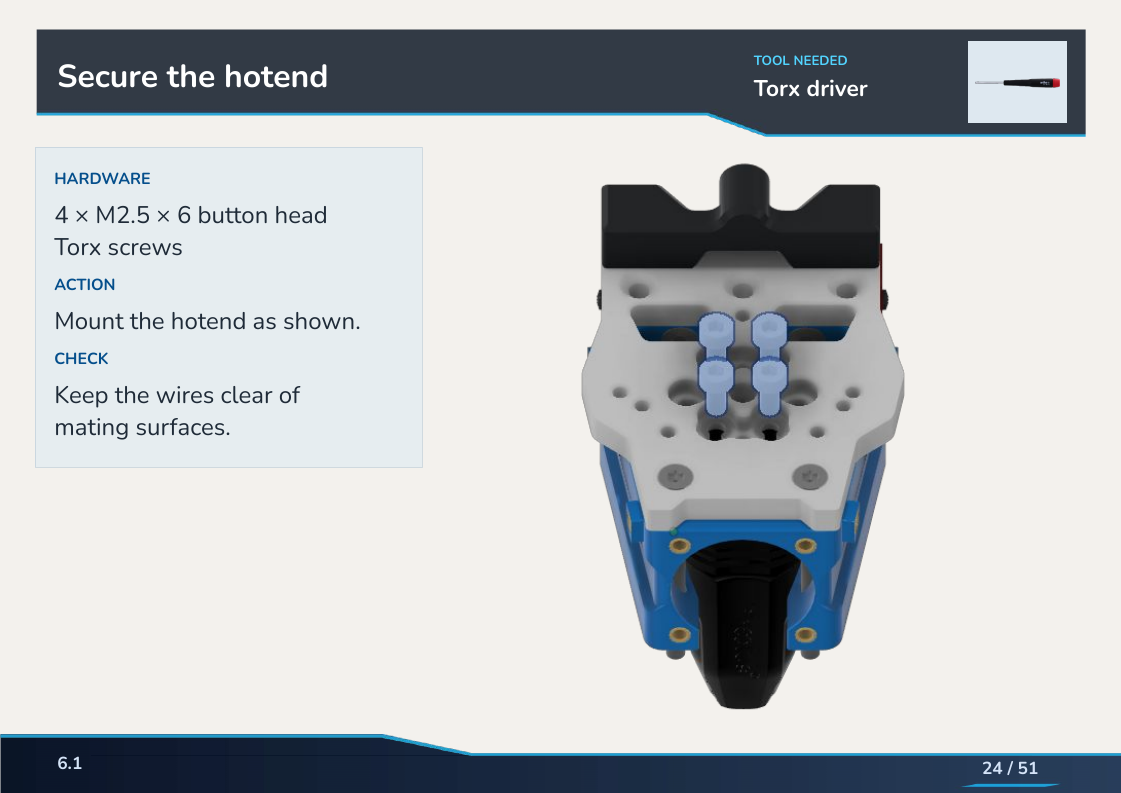 Secure the hotend
TOOL NEEDED
Torx driver
HARDWARE
4 × M2.5 × 6 button head
Torx screws
ACTION
Mount the hotend as shown.
CHECK
Keep the wires clear of
mating surfaces.
6.1
24 / 51